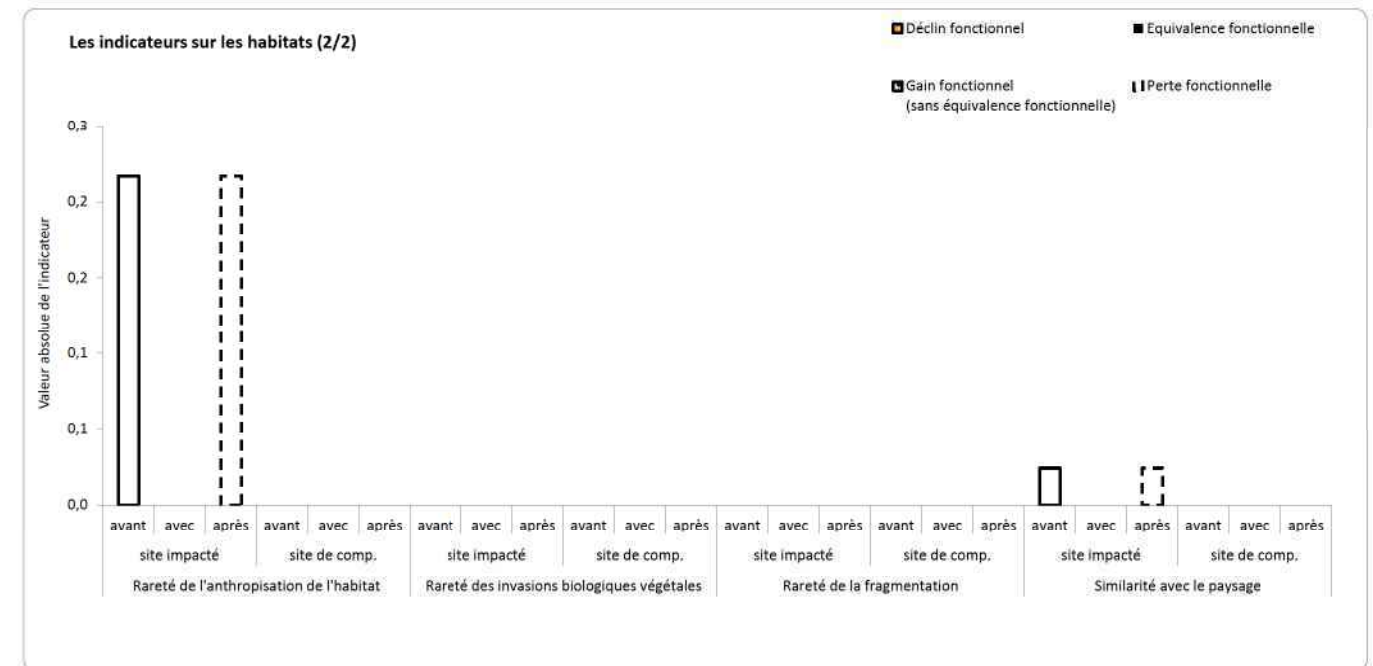 Les indicateurs sur les habitats (2/2)
Déclin fonctionnel
Equivalence fonctionnelle
Gain fonctionnel
(sans équivalence fonctionnelle)
Perte fonctionnelle
Valeur absolue de l'indicateur
0,3
0,2
0,2
0,1
0,1
0,0
avant avec après avant avec après avant avec après avant avec après avant avec après avant avec après avant avec après avant avec après
site impacté site de comp. site impacté site de comp. site impacté site de comp. site impacté site de comp.
Rareté de l'anthropisation de l'habitat Rareté des invasions biologiques végétales Rareté de la fragmentation Similarité avec le paysage